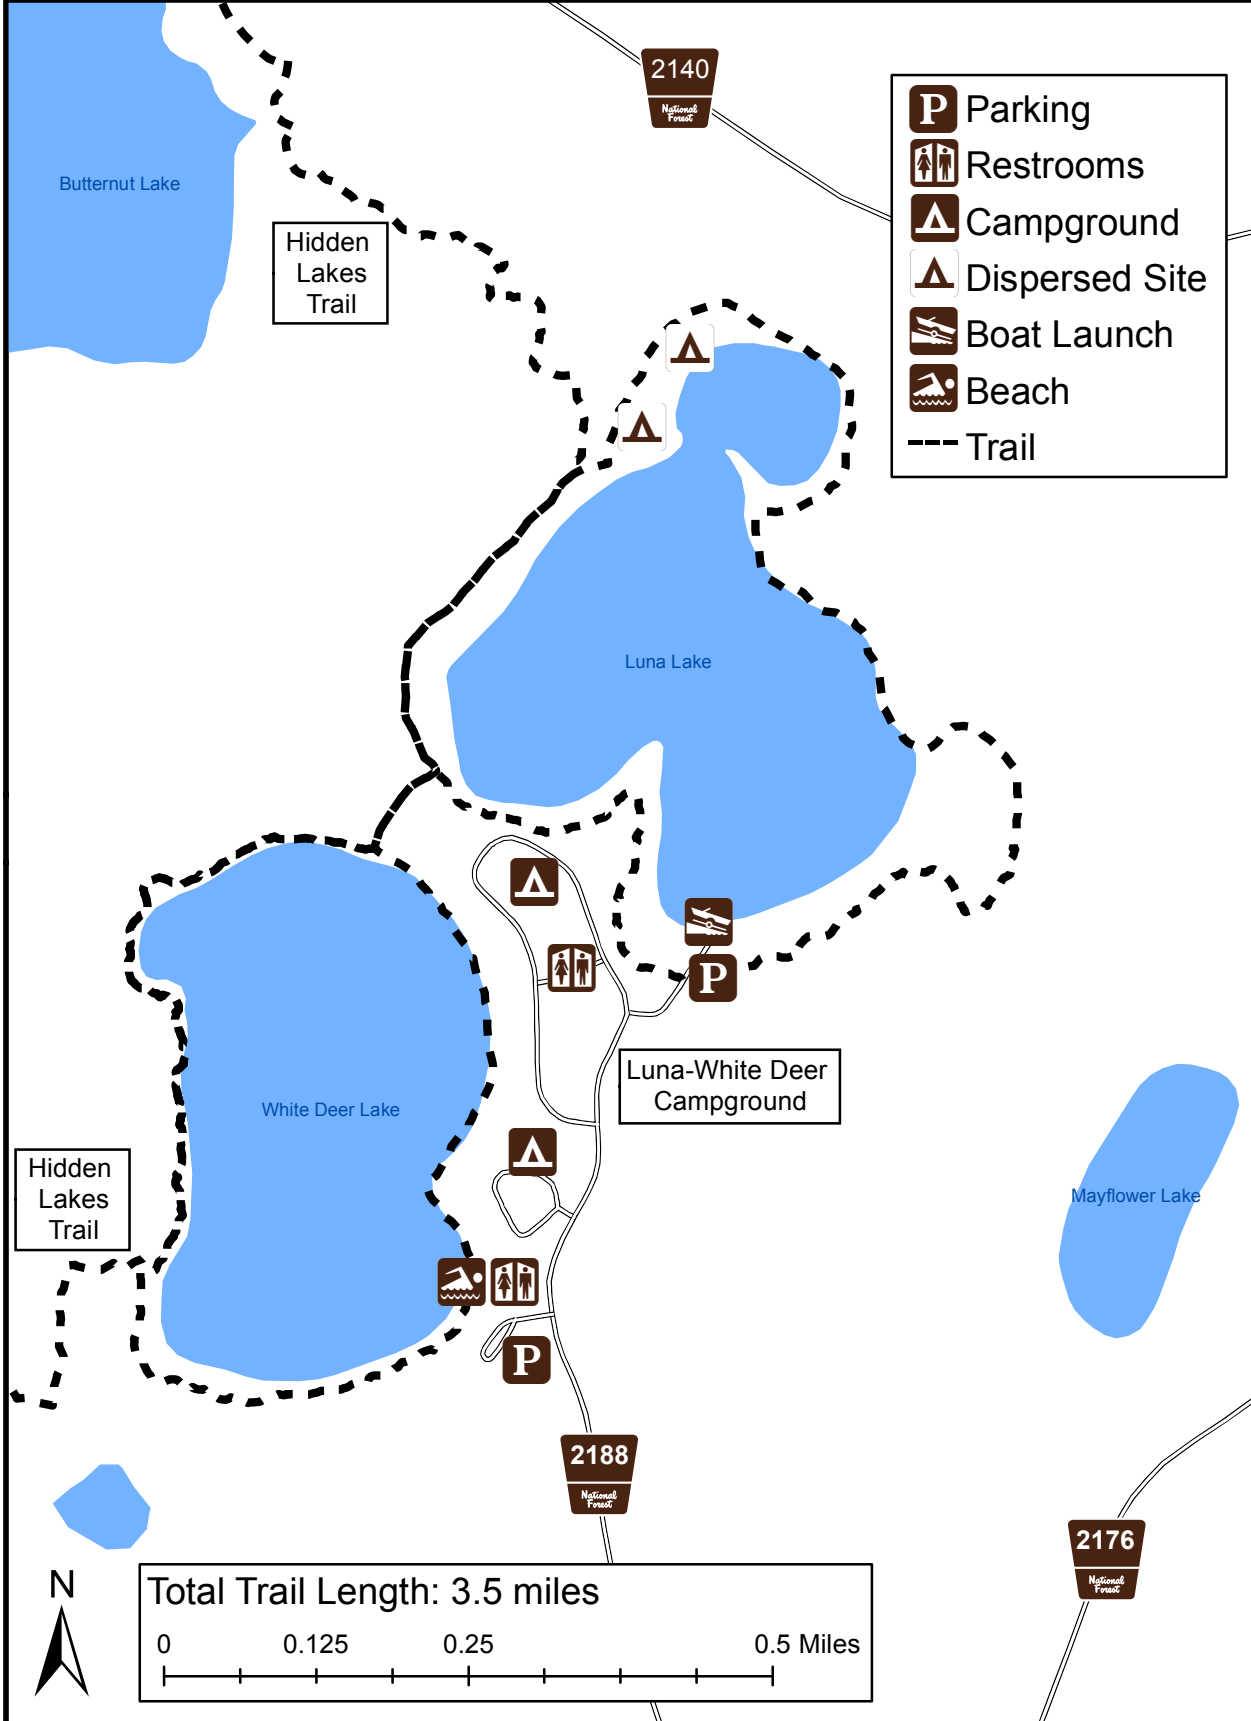 2140
National
Forest
P Parking
Restrooms
Campground
Dispersed Site
Boat Launch
Beach
Trail
Butternut Lake
Hidden
Lakes
Trail
Luna Lake
P
Luna-White Deer
Campground
White Deer Lake
Hidden
Lakes
Trail
Mayflower Lake
P
2188
National
Forest
2176
National
Forest
N
Total Trail Length: 3.5 miles
0 0.125 0.25 0.5 Miles